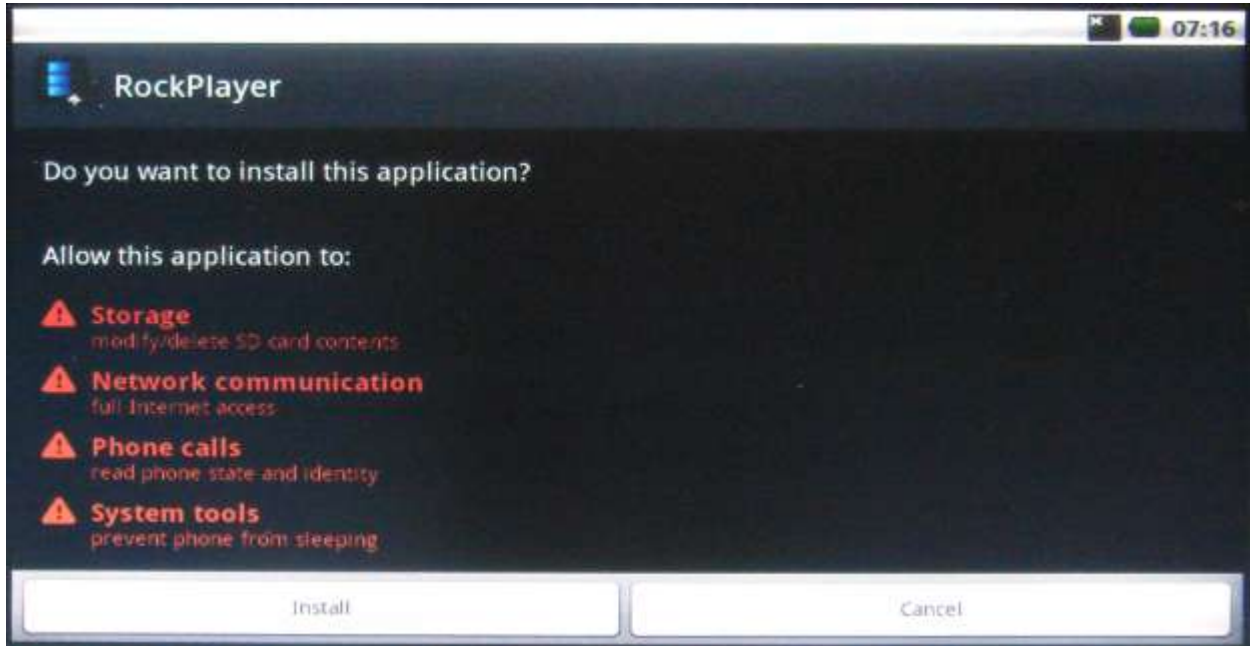 07:16
RockPlayer
Do you want to install this application?
Allow this application to:
Storage
modify/delete SD card contents
Network communication
full Internet access
Phone calls
read phone state and identity
System tools
prevent phone from sleeping
Install
Cancel